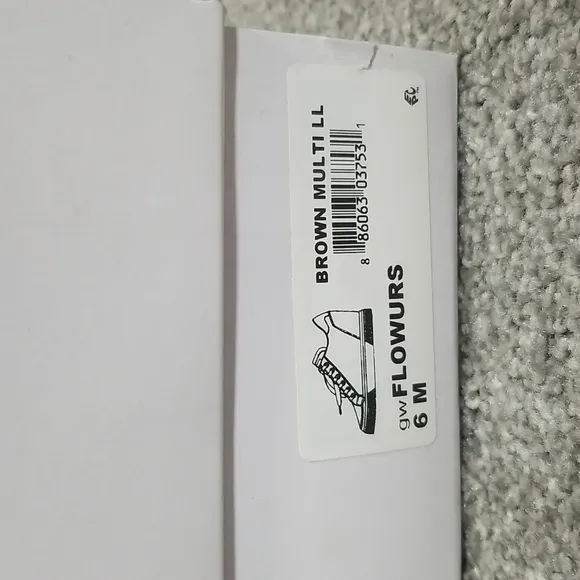 BROWN MULTI LL
8 86063 03753 1
gwFLOWURS
6 M